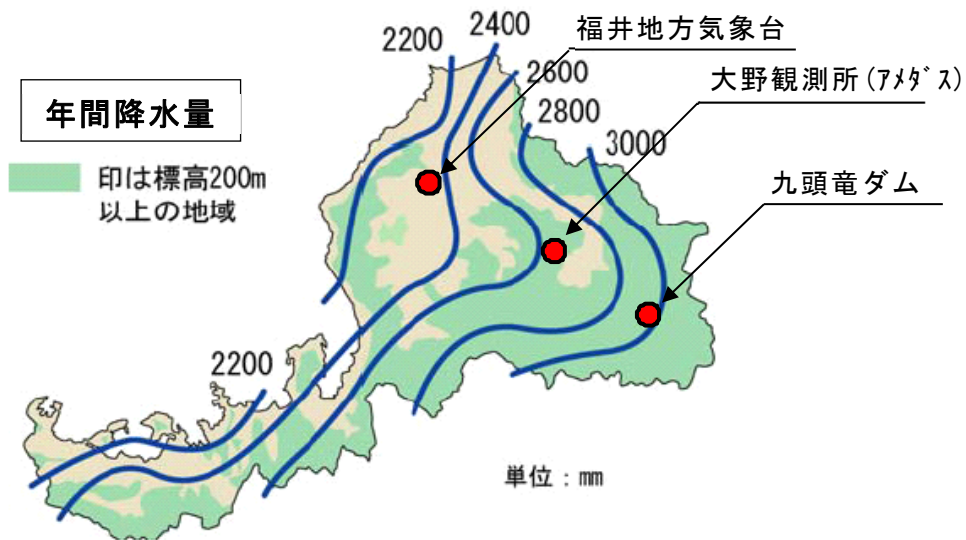 年間降水量
印は標高200m
以上の地域
2200
2400
2600
2800
3000
福井地方気象台
大野観測所(ｱﾒﾀﾞｽ)
九頭竜ダム
2200
単位：mm